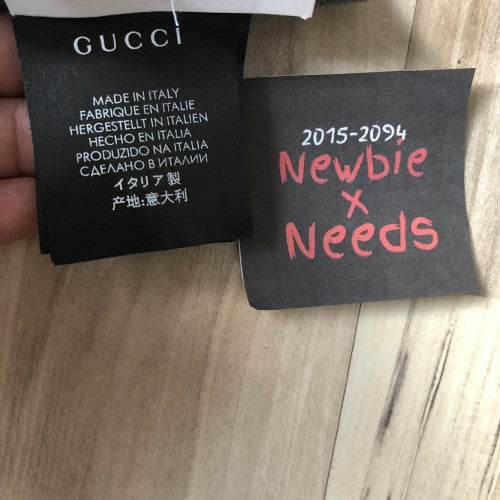 GUCCI
MADE IN ITALY
FABRIQUE EN ITALIE
HERGESTELLT IN ITALIEN
HECHO EN ITALIA
PRODUZIDO NA ITALIA
СДЕЛАНО В ИТАЛИИ
イタリア製
产地:意大利
2015-2094
Newbie
x
Needs